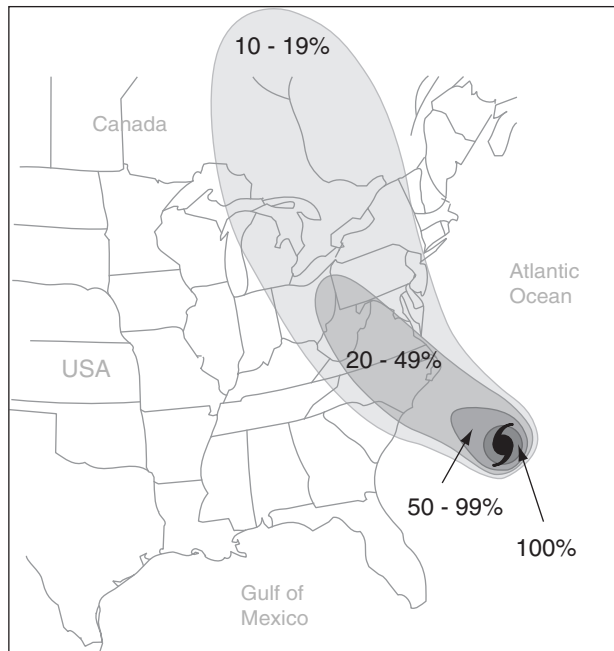 10 - 19%
Canada
Atlantic
Ocean
20 - 49%
USA
50 - 99%
100%
Gulf of
Mexico